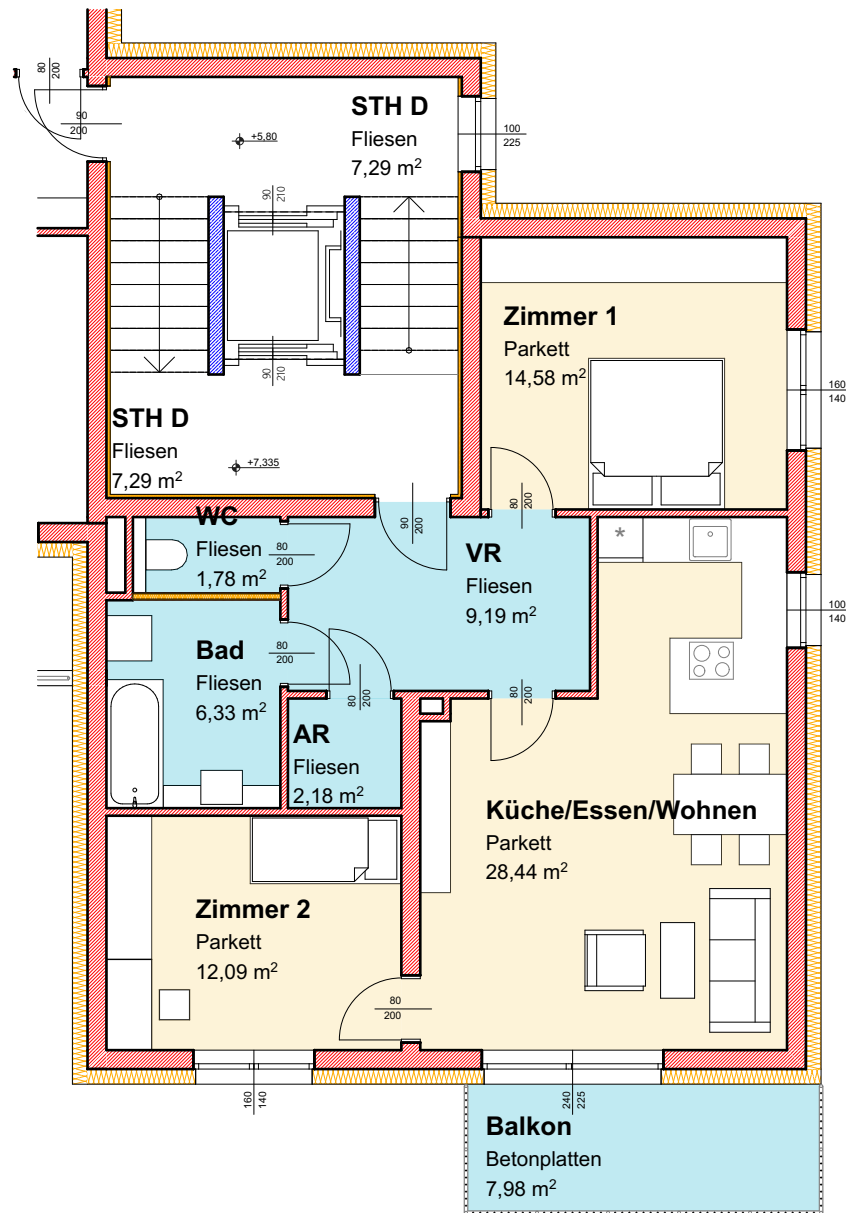 80
200
90
200
STH D
Fliesen
7,29 m²
+5,80
100
225
90
210
Zimmer 1
Parkett
14,58 m²
160
140
90
210
STH D
Fliesen
7,29 m²
+7,335
80
200
90
200
WC
Fliesen
1,78 m²
80
200
VR
Fliesen
9,19 m²
*
100
140
Bad
Fliesen
6,33 m²
80
200
80
200
80
200
AR
Fliesen
2,18 m²
Küche/Essen/Wohnen
Parkett
28,44 m²
Zimmer 2
Parkett
12,09 m²
80
200
160
140
240
225
Balkon
Betonplatten
7,98 m²